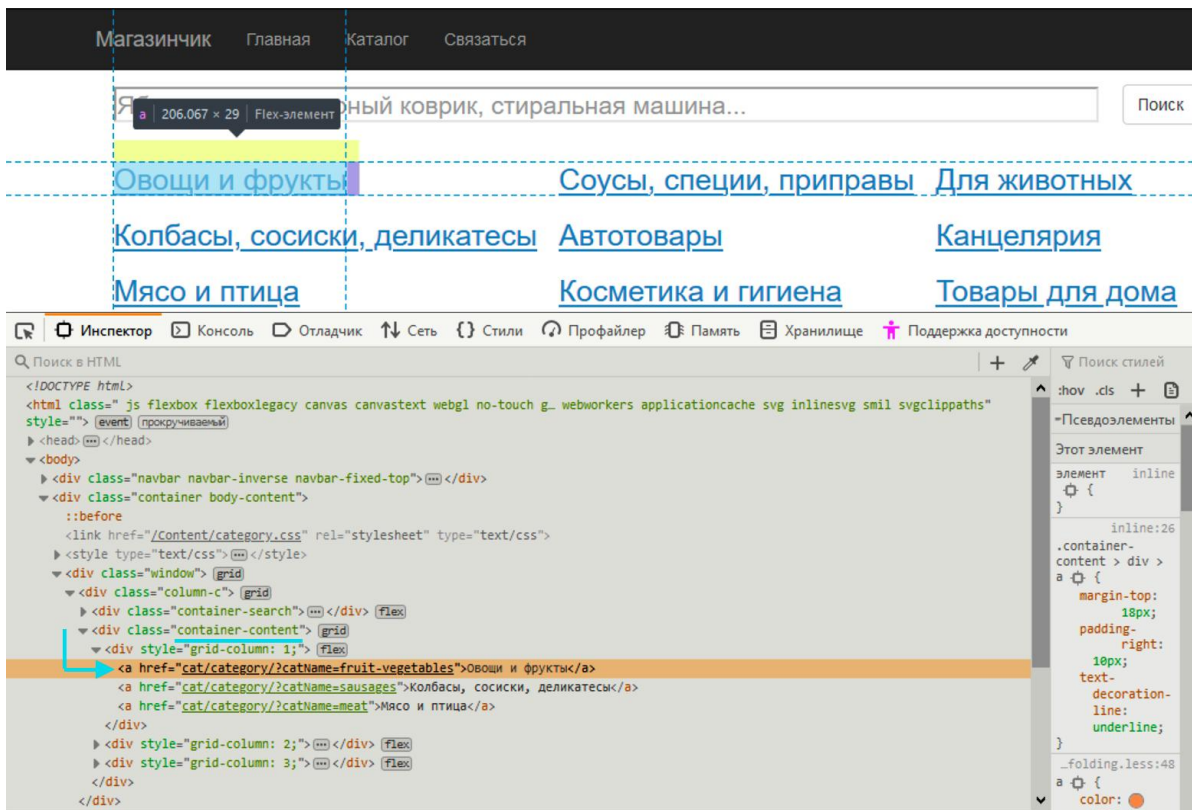 Магазинчик Главная Каталог Связаться
ный коврик, стиральная машина... Поиск
a 206.067 × 29 Flex-элемент
Овощи и фрукты Соусы, специи, приправы Для животных
Колбасы, сосиски, деликатесы Автотовары Канцелярия
Мясо и птица Косметика и гигиена Товары для дома
Инспектор Консоль Отладчик Сеть Стили Профайлер Память Хранилище Поддержка доступности
Поиск в HTML
<!DOCTYPE html>
<html class=" js flexbox flexboxlegacy canvas canvastext webgl no-touch g… webworkers applicationcache svg inlinesvg smil svgclippaths"
style=""> event прокручиваемый
<head> ··· </head>
<body>
<div class="navbar navbar-inverse navbar-fixed-top"> ··· </div>
<div class="container body-content">
::before
<link href="/Content/category.css" rel="stylesheet" type="text/css">
<style type="text/css"> ··· </style>
<div class="window"> grid
<div class="column-c"> grid
<div class="container-search"> ··· </div> flex
<div class="container-content"> grid
<div style="grid-column: 1;"> flex
<a href="cat/category/?catName=fruit-vegetables">Овощи и фрукты</a>
<a href="cat/category/?catName=sausages">Колбасы, сосиски, деликатесы</a>
<a href="cat/category/?catName=meat">Мясо и птица</a>
</div>
<div style="grid-column: 2;"> ··· </div> flex
<div style="grid-column: 3;"> ··· </div> flex
</div>
</div>
Поиск стилей
:hov .cls +
Псевдоэлементы
Этот элемент
элемент inline
{
}
inline:26
.container-
content > div >
a {
margin-top:
18px;
padding-
right:
10px;
text-
decoration-
line:
underline;
}
…folding.less:48
a {
color: